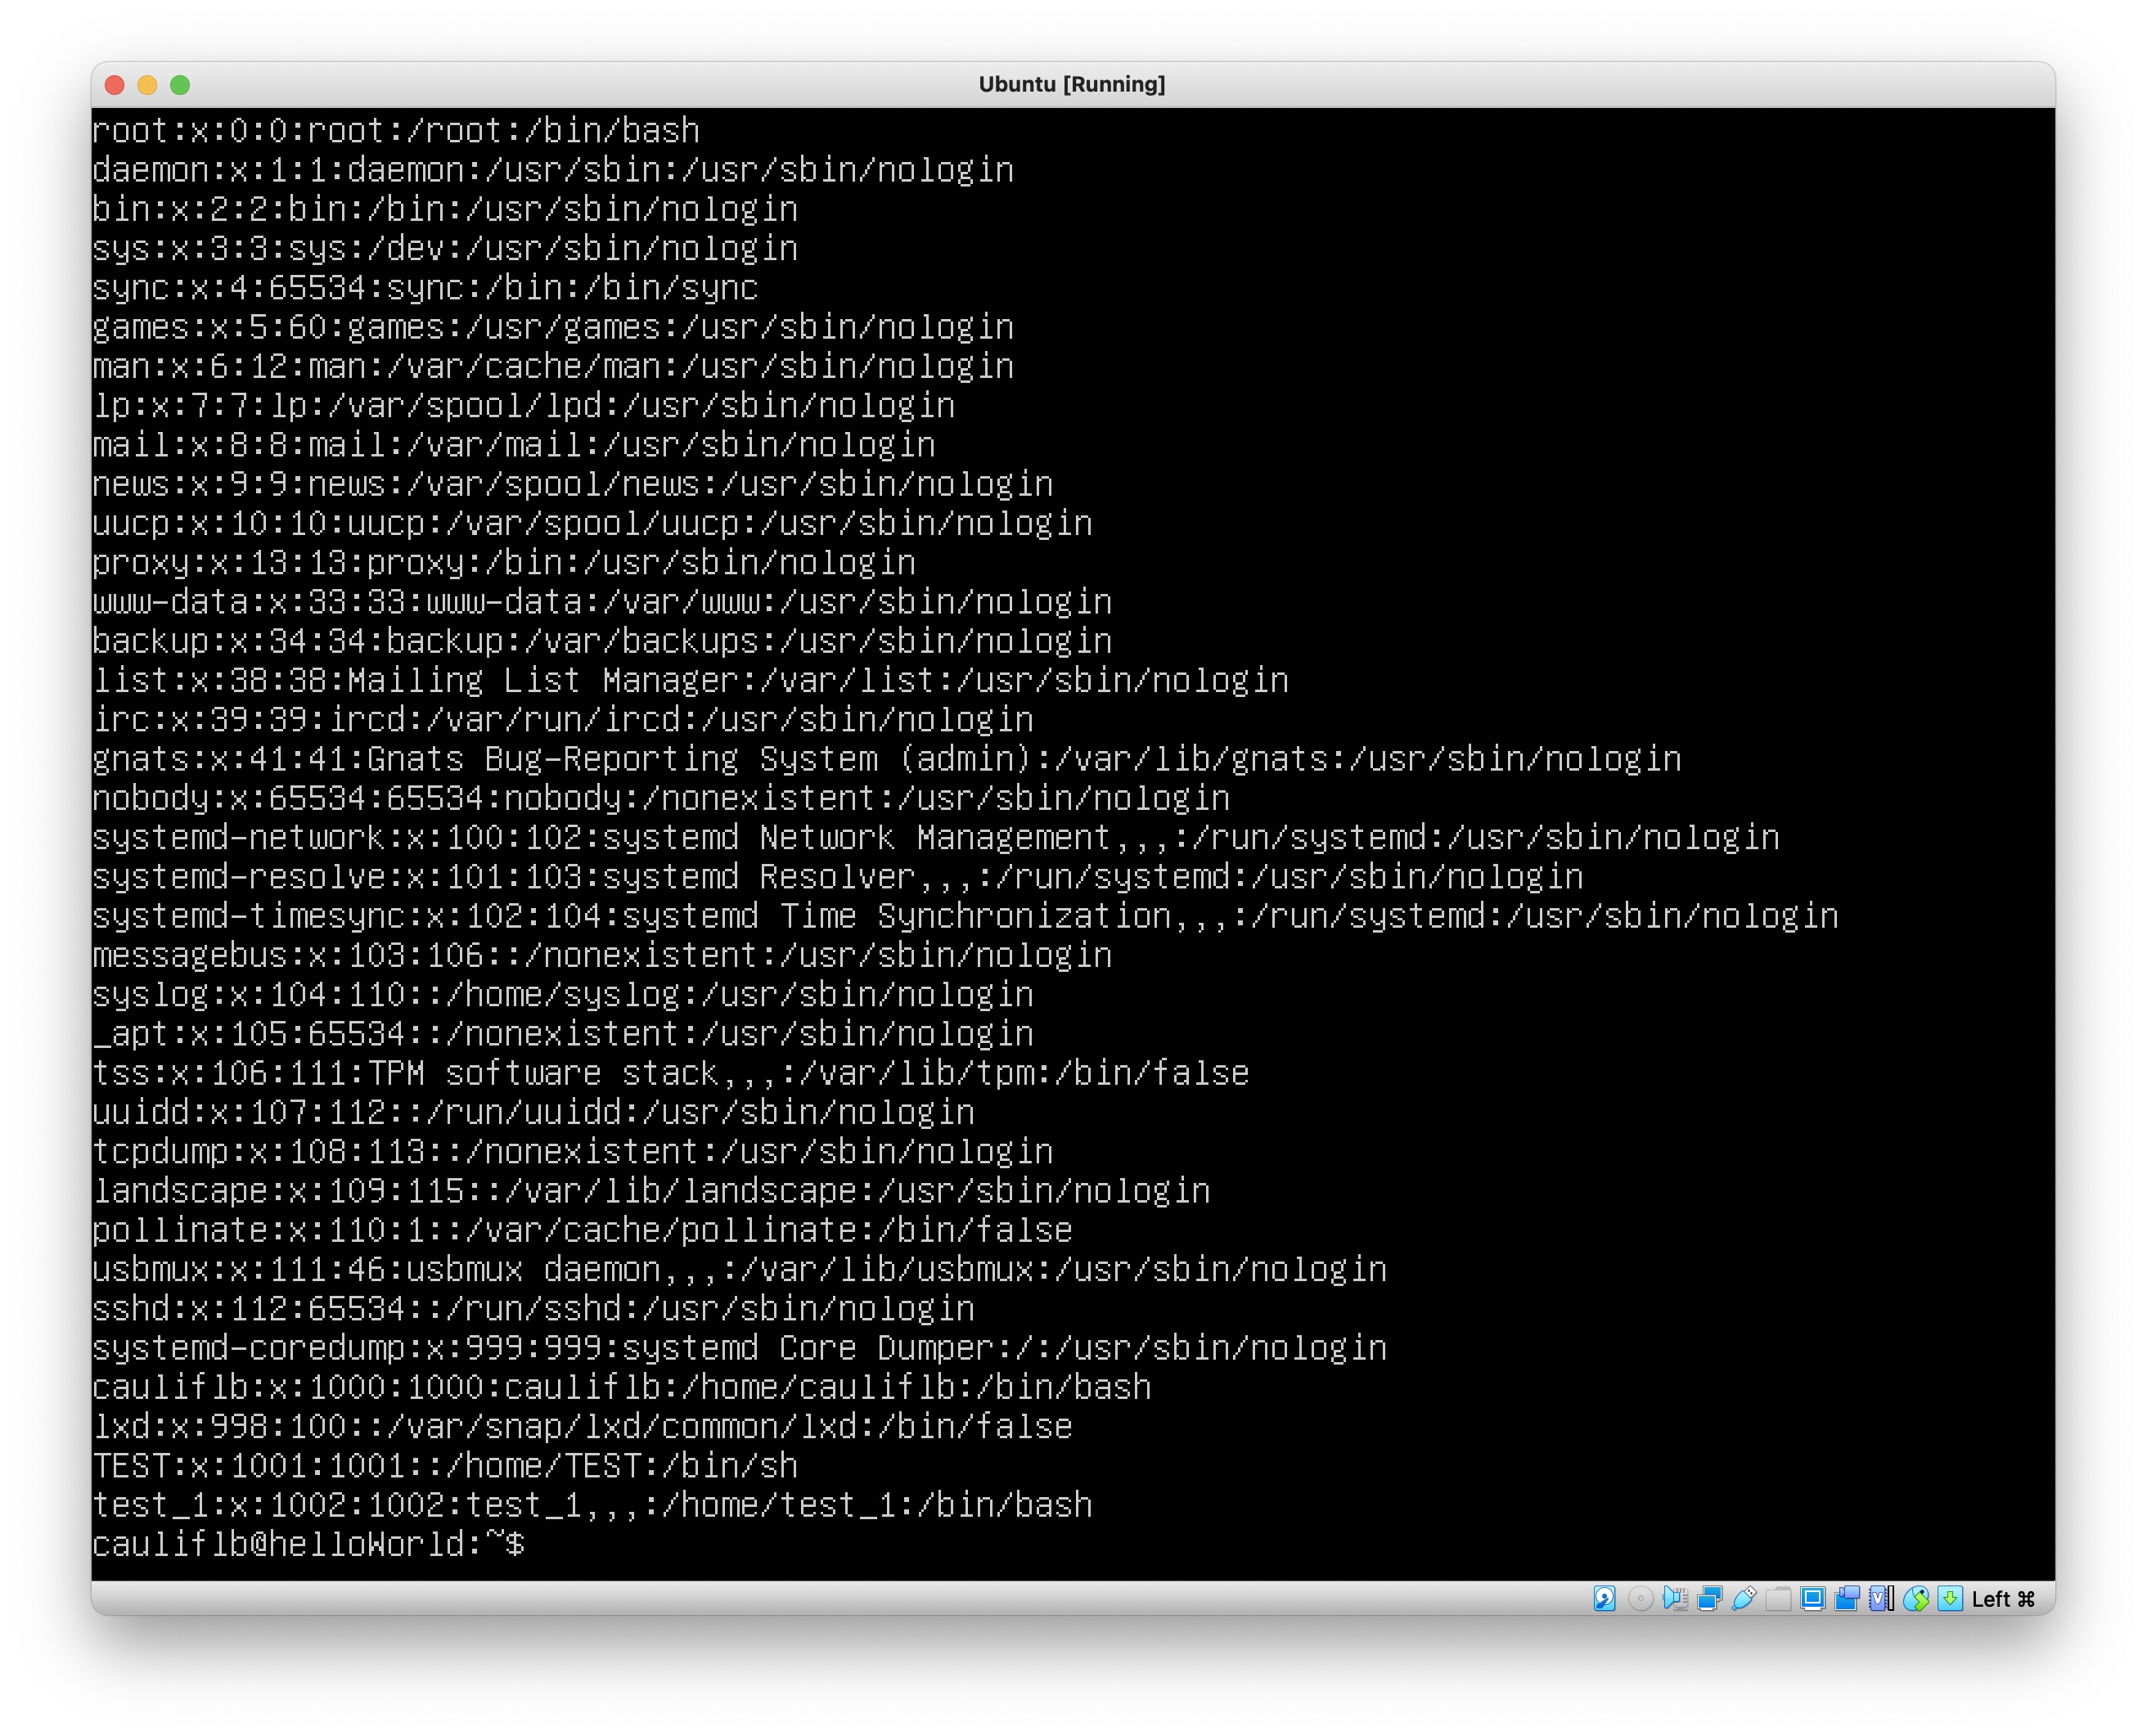 Ubuntu [Running]
root:x:0:0:root:/root:/bin/bash
daemon:x:1:1:daemon:/usr/sbin:/usr/sbin/nologin
bin:x:2:2:bin:/bin:/usr/sbin/nologin
sys:x:3:3:sys:/dev:/usr/sbin/nologin
sync:x:4:65534:sync:/bin:/bin/sync
games:x:5:60:games:/usr/games:/usr/sbin/nologin
man:x:6:12:man:/var/cache/man:/usr/sbin/nologin
lp:x:7:7:lp:/var/spool/lpd:/usr/sbin/nologin
mail:x:8:8:mail:/var/mail:/usr/sbin/nologin
news:x:9:9:news:/var/spool/news:/usr/sbin/nologin
uucp:x:10:10:uucp:/var/spool/uucp:/usr/sbin/nologin
proxy:x:13:13:proxy:/bin:/usr/sbin/nologin
www-data:x:33:33:www-data:/var/www:/usr/sbin/nologin
backup:x:34:34:backup:/var/backups:/usr/sbin/nologin
list:x:38:38:Mailing List Manager:/var/list:/usr/sbin/nologin
irc:x:39:39:ircd:/var/run/ircd:/usr/sbin/nologin
gnats:x:41:41:Gnats Bug-Reporting System (admin):/var/lib/gnats:/usr/sbin/nologin
nobody:x:65534:65534:nobody:/nonexistent:/usr/sbin/nologin
systemd-network:x:100:102:systemd Network Management,,,:/run/systemd:/usr/sbin/nologin
systemd-resolve:x:101:103:systemd Resolver,,,:/run/systemd:/usr/sbin/nologin
systemd-timesync:x:102:104:systemd Time Synchronization,,,:/run/systemd:/usr/sbin/nologin
messagebus:x:103:106::/nonexistent:/usr/sbin/nologin
syslog:x:104:110::/home/syslog:/usr/sbin/nologin
_apt:x:105:65534::/nonexistent:/usr/sbin/nologin
tss:x:106:111:TPM software stack,,,:/var/lib/tpm:/bin/false
uuidd:x:107:112::/run/uuidd:/usr/sbin/nologin
tcpdump:x:108:113::/nonexistent:/usr/sbin/nologin
landscape:x:109:115::/var/lib/landscape:/usr/sbin/nologin
pollinate:x:110:1::/var/cache/pollinate:/bin/false
usbmux:x:111:46:usbmux daemon,,,:/var/lib/usbmux:/usr/sbin/nologin
sshd:x:112:65534::/run/sshd:/usr/sbin/nologin
systemd-coredump:x:999:999:systemd Core Dumper:/:/usr/sbin/nologin
cauliflb:x:1000:1000:cauliflb:/home/cauliflb:/bin/bash
lxd:x:998:100::/var/snap/lxd/common/lxd:/bin/false
TEST:x:1001:1001::/home/TEST:/bin/sh
test_1:x:1002:1002:test_1,,,:/home/test_1:/bin/bash
cauliflb@helloWorld:~$
Left ⌘